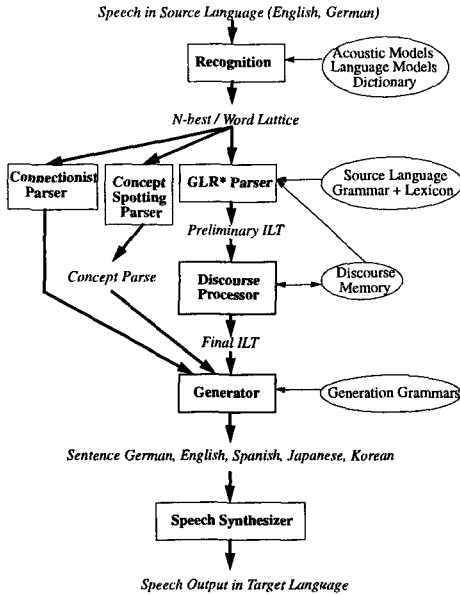 Speech in Source Language (English, German)
Recognition
Acoustic Models
Language Models
Dictionary
N-best / Word Lattice
Connectionist
Parser
Concept
Spotting
Parser
GLR* Parser
Source Language
Grammar + Lexicon
Preliminary ILT
Concept Parse
Discourse
Processor
Discourse
Memory
Final ILT
Generator
Generation Grammars
Sentence German, English, Spanish, Japanese, Korean
Speech Synthesizer
Speech Output in Target Language